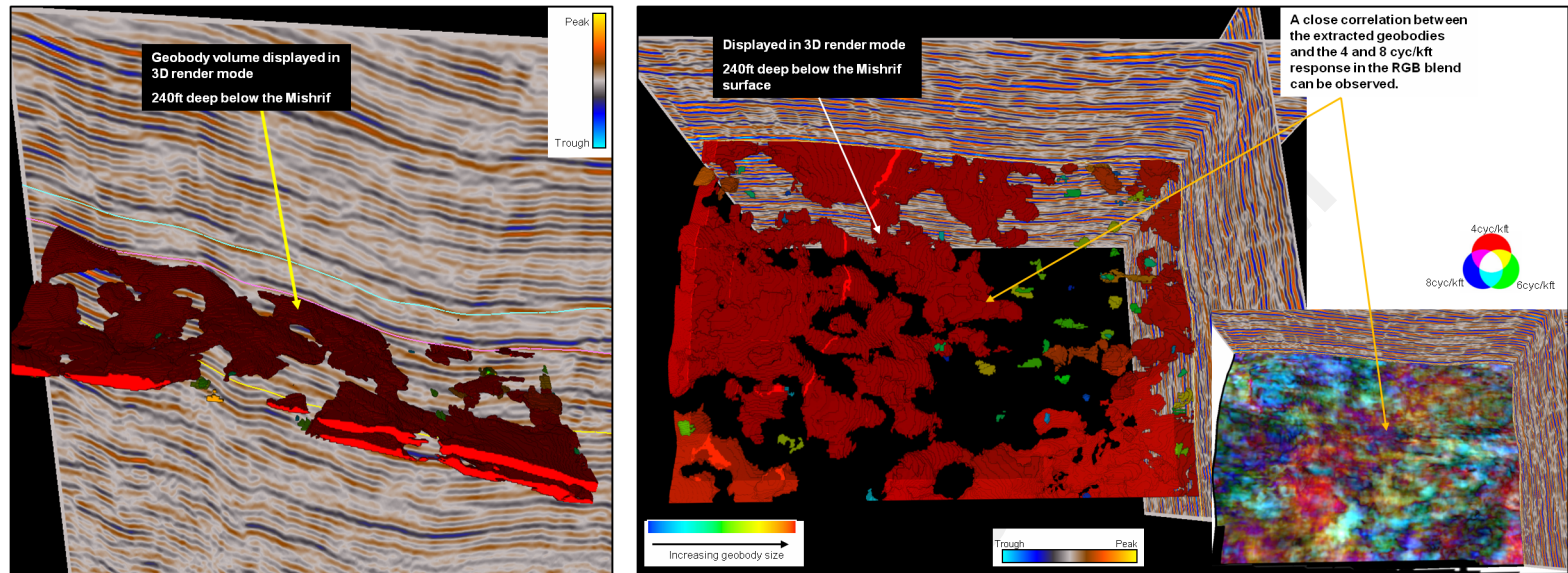 Peak
Trough
Geobody volume displayed in
3D render mode
240ft deep below the Mishrif
Displayed in 3D render mode
240ft deep below the Mishrif
surface
A close correlation between
the extracted geobodies
and the 4 and 8 cyc/kft
response in the RGB blend
can be observed.
4cyc/kft
8cyc/kft
6cyc/kft
Increasing geobody size
Trough
Peak